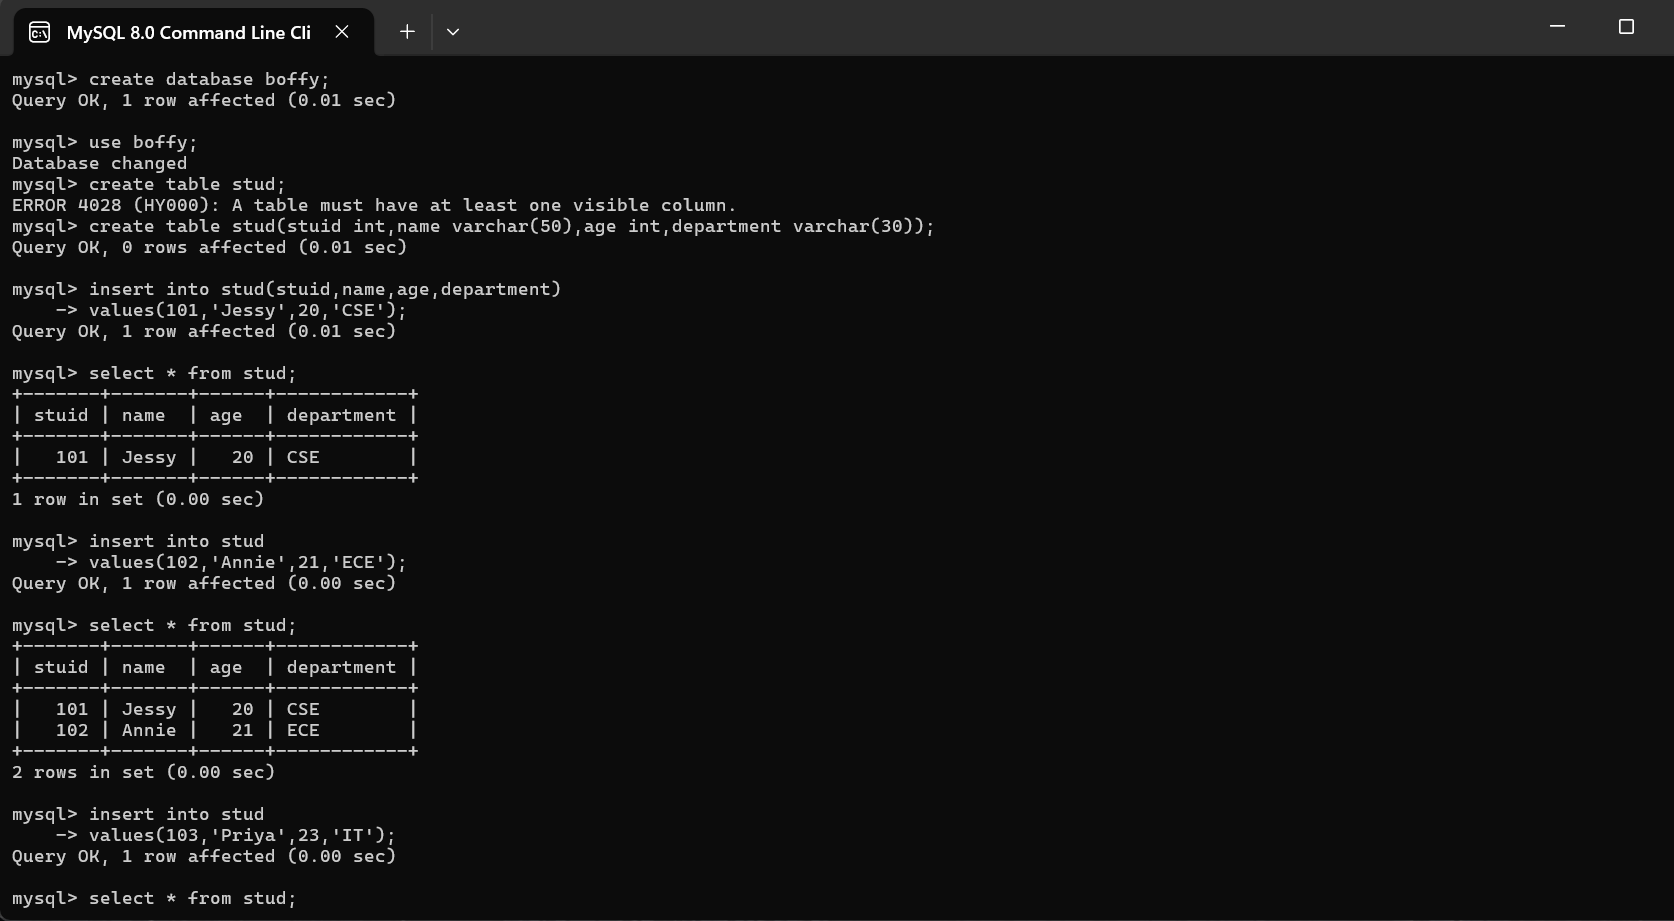 MySQL 8.0 Command Line Cli
mysql> create database boffy;
Query OK, 1 row affected (0.01 sec)
mysql> use boffy;
Database changed
mysql> create table stud;
ERROR 4028 (HY000): A table must have at least one visible column.
mysql> create table stud(stuid int,name varchar(50),age int,department varchar(30));
Query OK, 0 rows affected (0.01 sec)
mysql> insert into stud(stuid,name,age,department)
    -> values(101,'Jessy',20,'CSE');
Query OK, 1 row affected (0.01 sec)
mysql> select * from stud;
+-------+-------+------+------------+
| stuid | name  | age  | department |
+-------+-------+------+------------+
|   101 | Jessy |   20 | CSE        |
+-------+-------+------+------------+
1 row in set (0.00 sec)
mysql> insert into stud
    -> values(102,'Annie',21,'ECE');
Query OK, 1 row affected (0.00 sec)
mysql> select * from stud;
+-------+-------+------+------------+
| stuid | name  | age  | department |
+-------+-------+------+------------+
|   101 | Jessy |   20 | CSE        |
|   102 | Annie |   21 | ECE        |
+-------+-------+------+------------+
2 rows in set (0.00 sec)
mysql> insert into stud
    -> values(103,'Priya',23,'IT');
Query OK, 1 row affected (0.00 sec)
mysql> select * from stud;